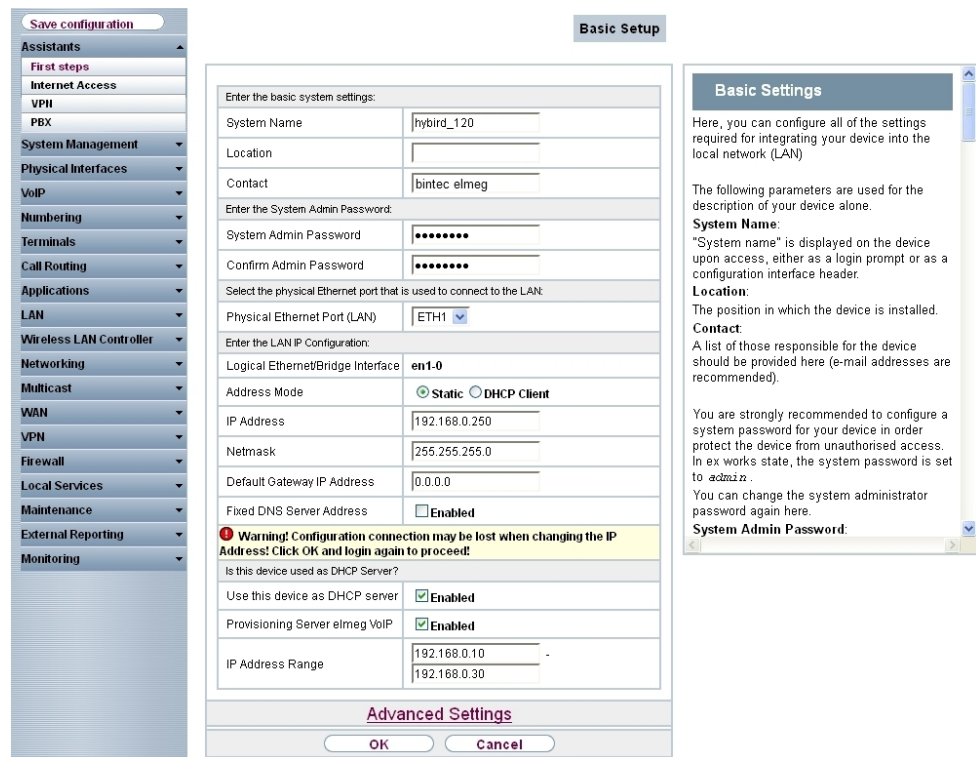 Save configuration
Assistants
First steps
Internet Access
VPN
PBX
System Management
Physical Interfaces
VoIP
Numbering
Terminals
Call Routing
Applications
LAN
Wireless LAN Controller
Networking
Multicast
WAN
VPN
Firewall
Local Services
Maintenance
External Reporting
Monitoring
Basic Setup
Enter the basic system settings:
System Name hybird_120
Location
Contact bintec elmeg
Enter the System Admin Password:
System Admin Password ••••••••
Confirm Admin Password ••••••••
Select the physical Ethernet port that is used to connect to the LAN:
Physical Ethernet Port (LAN) ETH1
Enter the LAN IP Configuration:
Logical Ethernet/Bridge Interface en1-0
Address Mode Static DHCP Client
IP Address 192.168.0.250
Netmask 255.255.255.0
Default Gateway IP Address 0.0.0.0
Fixed DNS Server Address Enabled
Warning! Configuration connection may be lost when changing the IP
Address! Click OK and login again to proceed!
Is this device used as DHCP Server?
Use this device as DHCP server Enabled
Provisioning Server elmeg VoIP Enabled
IP Address Range 192.168.0.10 -
192.168.0.30
Advanced Settings
OK Cancel
Basic Settings
Here, you can configure all of the settings
required for integrating your device into the
local network (LAN)
The following parameters are used for the
description of your device alone.
System Name:
"System name" is displayed on the device
upon access, either as a login prompt or as a
configuration interface header.
Location:
The position in which the device is installed.
Contact:
A list of those responsible for the device
should be provided here (e-mail addresses are
recommended).
You are strongly recommended to configure a
system password for your device in order
protect the device from unauthorised access.
In ex works state, the system password is set
to admin .
You can change the system administrator
password again here.
System Admin Password: